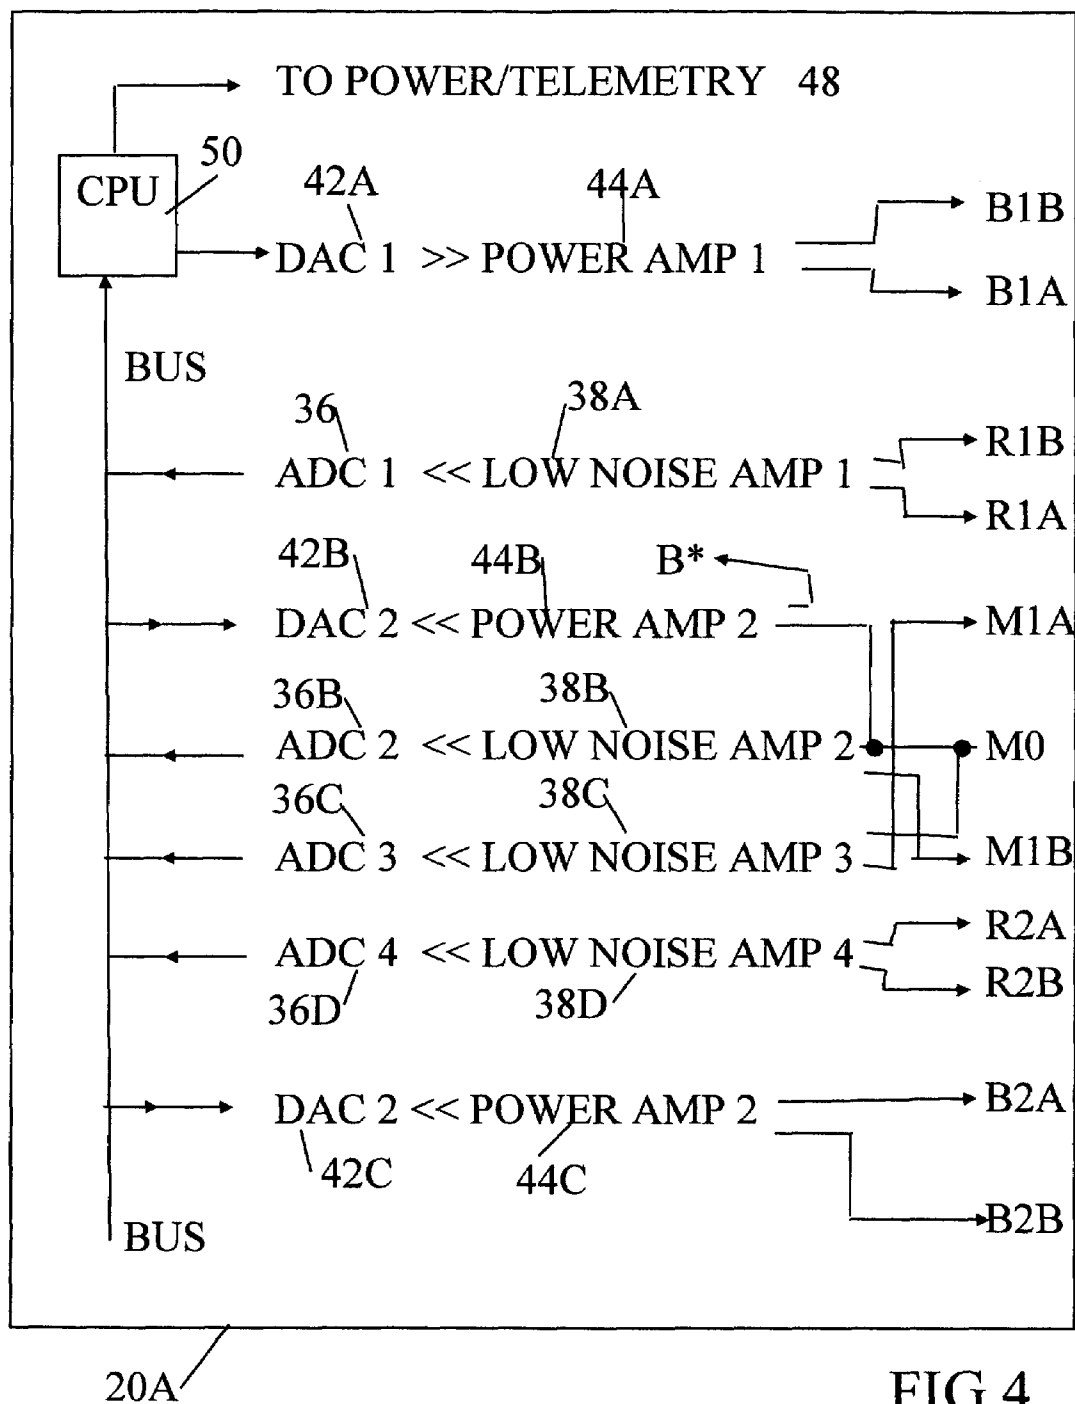 TO POWER/TELEMETRY 48
50
CPU
42A
44A
B1B
DAC 1 >> POWER AMP 1
B1A
BUS
36
38A
R1B
ADC 1 << LOW NOISE AMP 1
R1A
42B
44B
B*
DAC 2 << POWER AMP 2
M1A
36B
38B
ADC 2 << LOW NOISE AMP 2
M0
36C
38C
ADC 3 << LOW NOISE AMP 3
M1B
R2A
ADC 4 << LOW NOISE AMP 4
R2B
36D
38D
DAC 2 << POWER AMP 2
B2A
42C
44C
B2B
BUS
20A
FIG 4